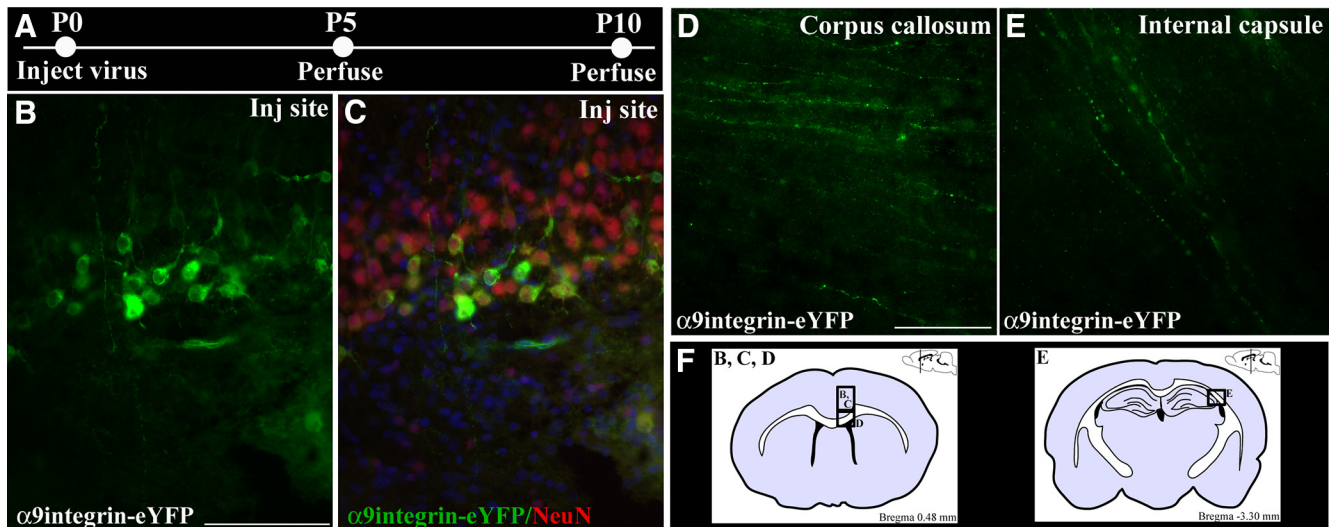 A
P0
P5
P10
Inject virus
Perfuse
Perfuse
B
Inj site
α9integrin-eYFP
C
Inj site
α9integrin-eYFP/NeuN
D
Corpus callosum
α9integrin-eYFP
E
Internal capsule
α9integrin-eYFP
F
B, C, D
B,
C
D
Bregma 0.48 mm
E
E
Bregma -3.30 mm